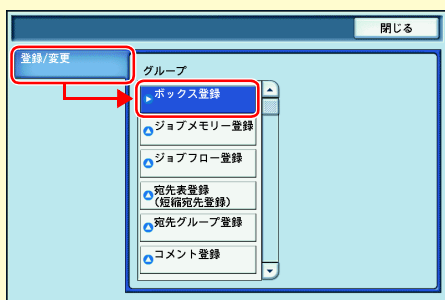 閉じる
登録/変更
グループ
ボックス登録
ジョブメモリー登録
ジョブフロー登録
宛先表登録
(短縮宛先登録)
宛先グループ登録
コメント登録